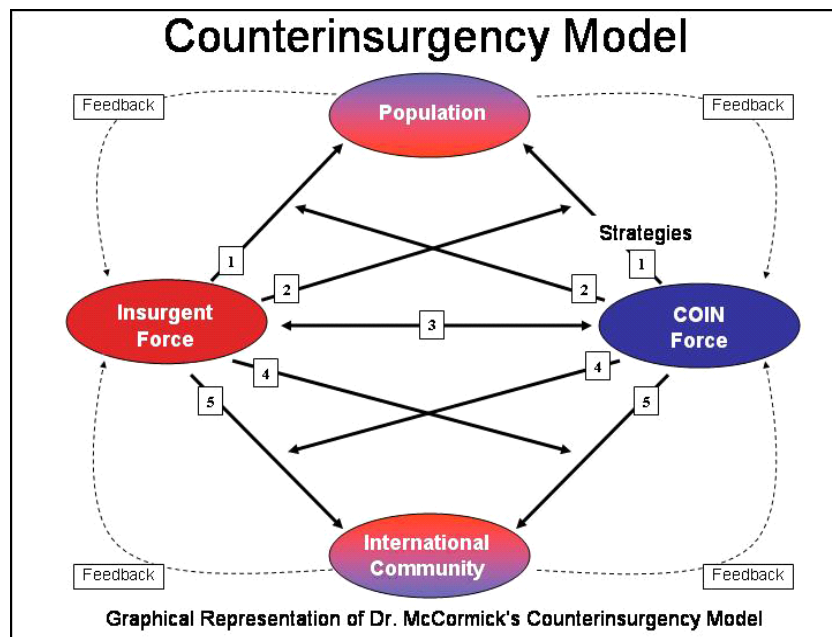 Counterinsurgency Model
Feedback
Feedback
Population
Strategies
1
1
2
2
Insurgent
Force
3
COIN
Force
4
4
5
5
International
Community
Feedback
Feedback
Graphical Representation of Dr. McCormick's Counterinsurgency Model